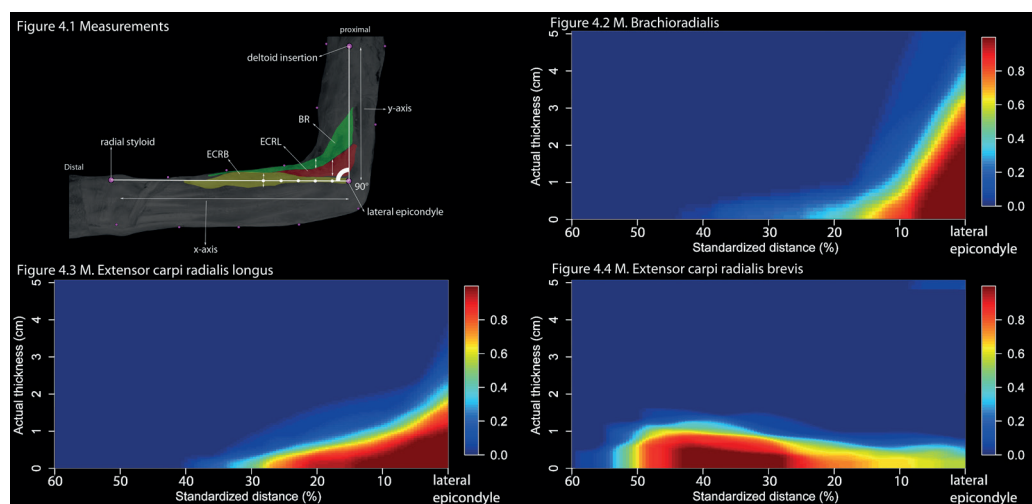 Figure 4.1 Measurements
proximal
deltoid insertion
y-axis
BR
ECRL
ECRB
radial styloid
Distal
90°
lateral epicondyle
x-axis
Figure 4.2 M. Brachioradialis
Actual thickness (cm)
5
4
3
2
1
0
60 50 40 30 20 10 lateral
epicondyle
Standardized distance (%)
0.8
0.6
0.4
0.2
0.0
Figure 4.3 M. Extensor carpi radialis longus
Actual thickness (cm)
5
4
3
2
1
0
60 50 40 30 20 10 lateral
epicondyle
Standardized distance (%)
0.8
0.6
0.4
0.2
0.0
Figure 4.4 M. Extensor carpi radialis brevis
Actual thickness (cm)
5
4
3
2
1
0
60 50 40 30 20 10 lateral
epicondyle
Standardized distance (%)
0.8
0.6
0.4
0.2
0.0